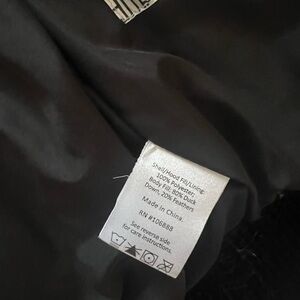 Shell/Hood Fill/Lining:
100% Polyester;
Body Fill: 80% Duck
Down, 20% Feathers
Made in China
RN #106888
See reverse side
for care instructions.